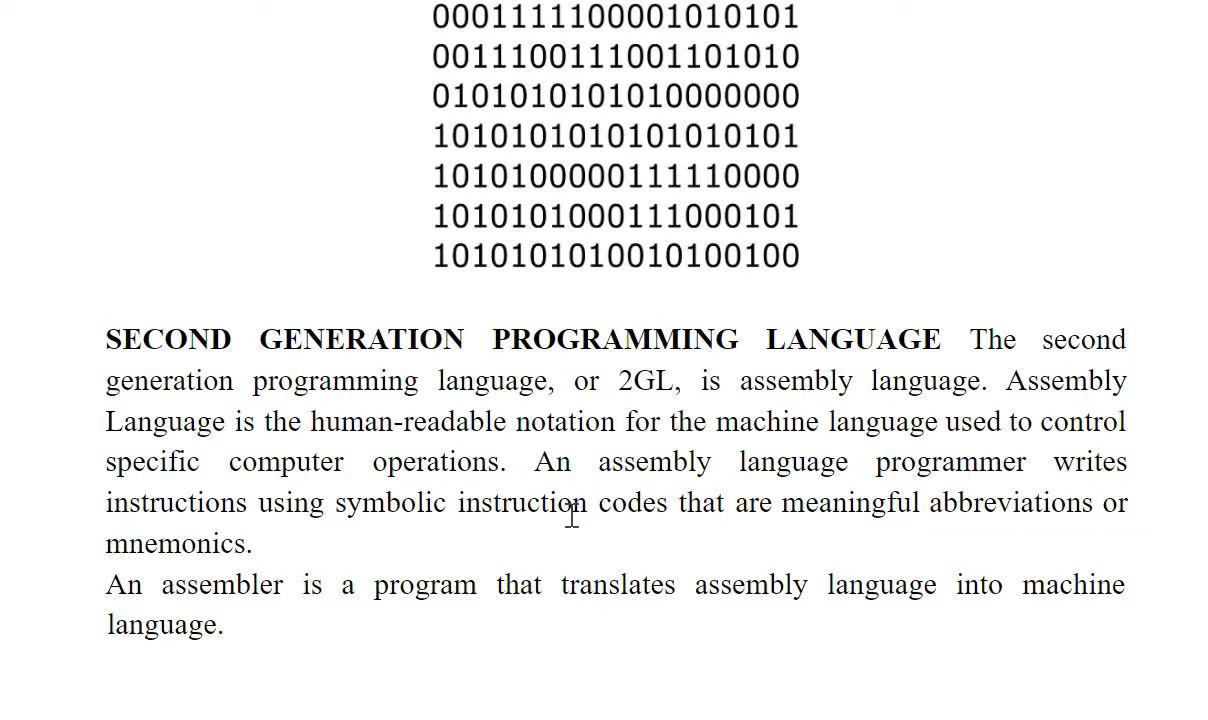 0001111100001010101
0011100111001101010
0101010101010000000
1010101010101010101
1010100000111110000
1010101000111000101
1010101010010100100
SECOND GENERATION PROGRAMMING LANGUAGE The second
generation programming language, or 2GL, is assembly language. Assembly
Language is the human-readable notation for the machine language used to control
specific computer operations. An assembly language programmer writes
instructions using symbolic instruction codes that are meaningful abbreviations or
mnemonics.
An assembler is a program that translates assembly language into machine
language.